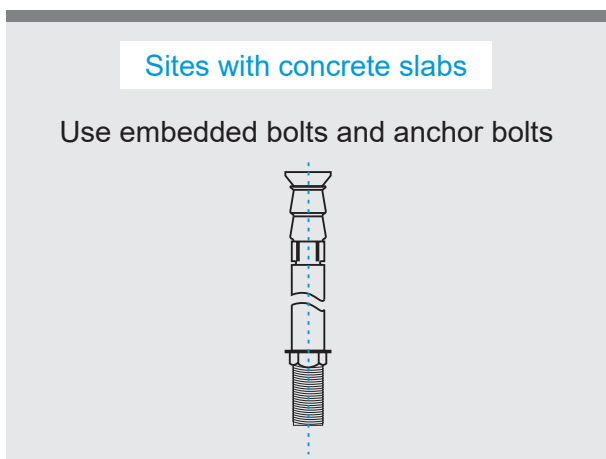 Sites with concrete slabs
Use embedded bolts and anchor bolts